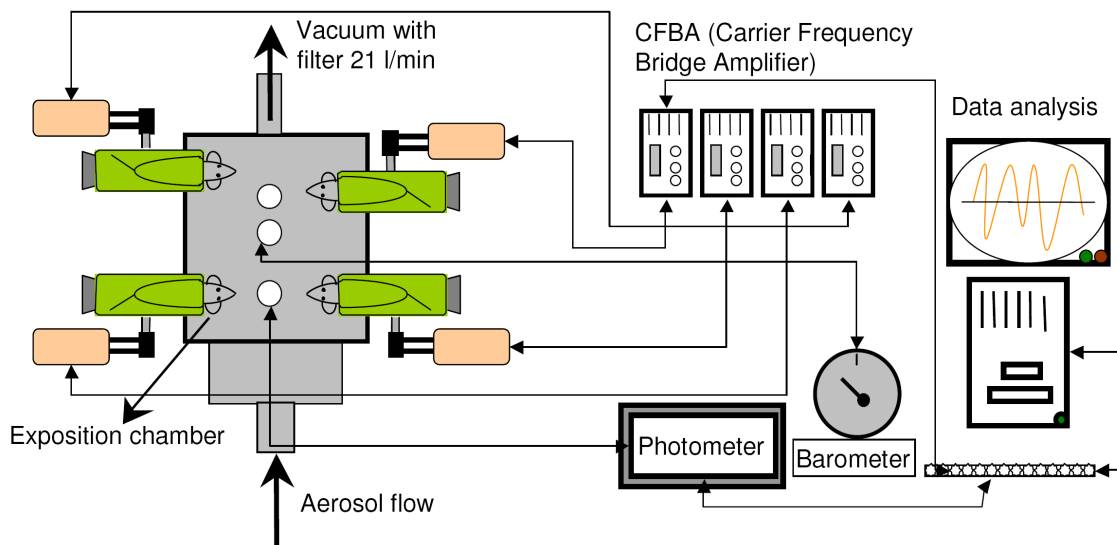 Vacuum with
filter 21 l/min
CFBA (Carrier Frequency
Bridge Amplifier)
Data analysis
Exposition chamber
Photometer
Barometer
Aerosol flow